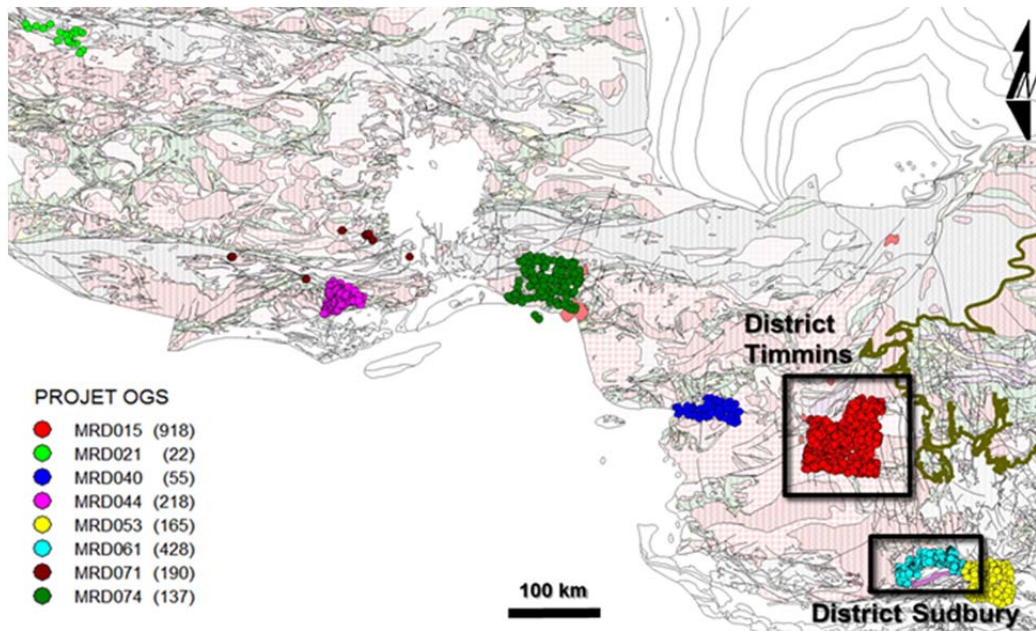 N
District
Timmins
PROJET OGS
MRD015 (918)
MRD021 (22)
MRD040 (55)
MRD044 (218)
MRD053 (165)
MRD061 (428)
MRD071 (190)
MRD074 (137)
100 km
District Sudbury